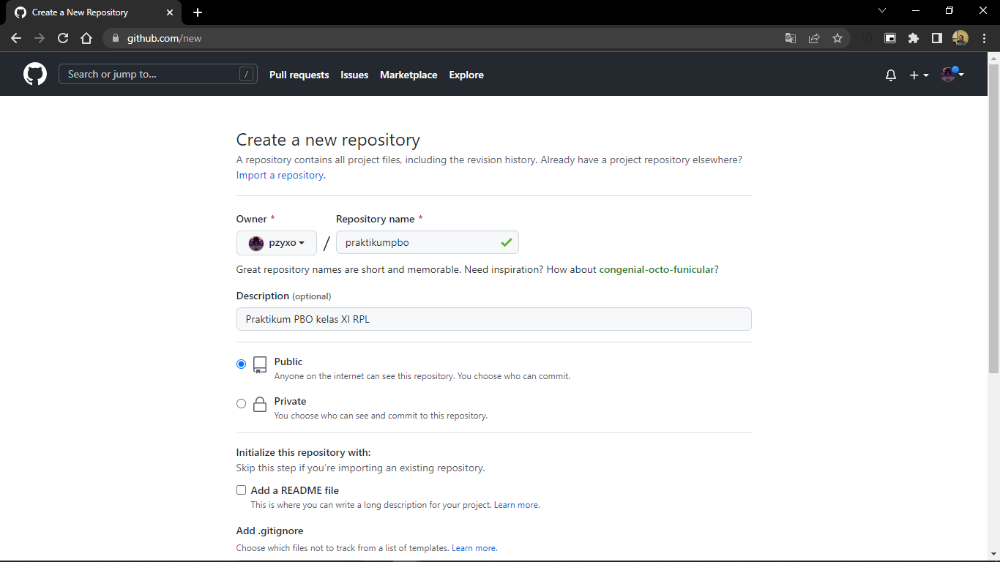 Create a New Repository
github.com/new
Search or jump to... /
Pull requests Issues Marketplace Explore
Create a new repository
A repository contains all project files, including the revision history. Already have a project repository elsewhere?
Import a repository.
Owner * Repository name *
pzyxo / praktikumpbo
Great repository names are short and memorable. Need inspiration? How about congenial-octo-funicular?
Description (optional)
Praktikum PBO kelas XI RPL
Public
Anyone on the internet can see this repository. You choose who can commit.
Private
You choose who can see and commit to this repository.
Initialize this repository with:
Skip this step if you're importing an existing repository.
Add a README file
This is where you can write a long description for your project. Learn more.
Add .gitignore
Choose which files not to track from a list of templates. Learn more.